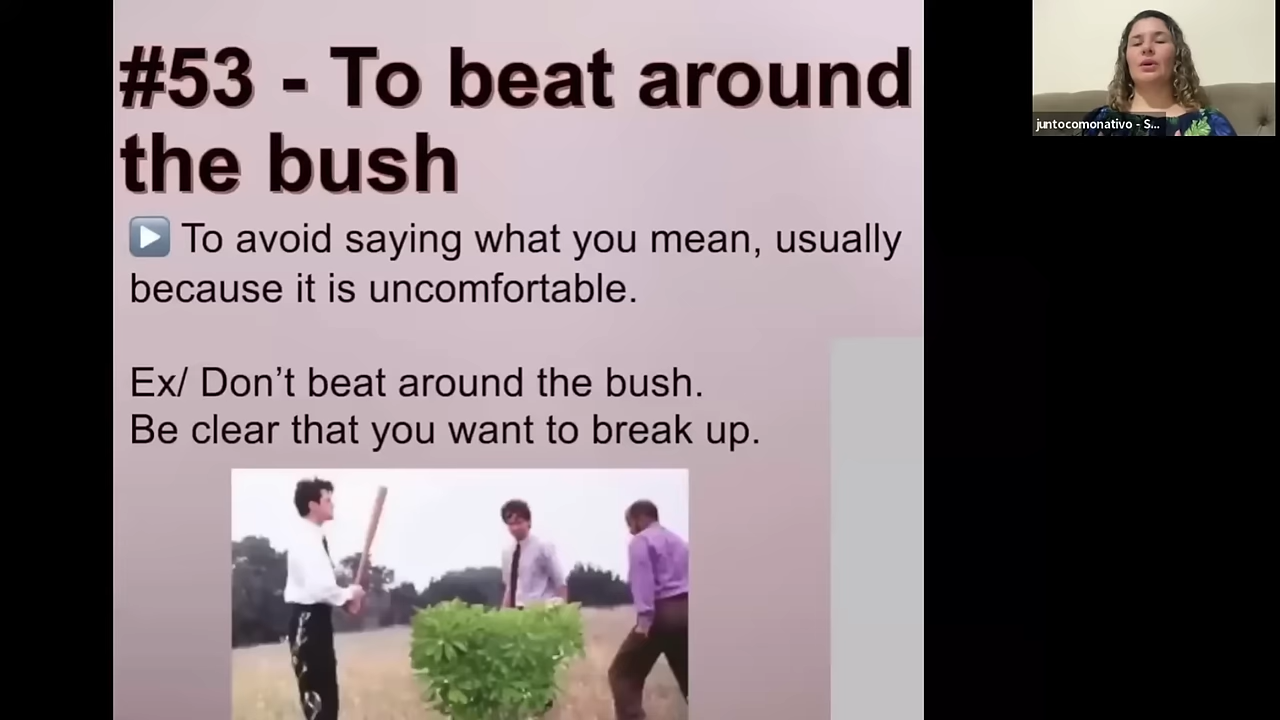 #53 - To beat around
the bush
▶️ To avoid saying what you mean, usually
because it is uncomfortable.
Ex/ Don’t beat around the bush.
Be clear that you want to break up.
juntocomonativo - S...